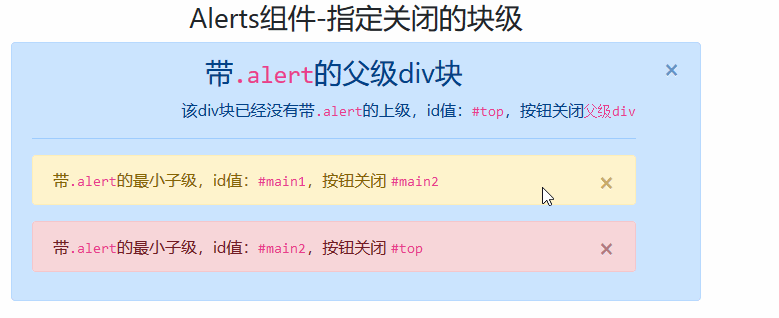 Alerts组件-指定关闭的块级
带.alert的父级div块 ×
该div块已经没有带.alert的上级，id值：#top，按钮关闭父级div
带.alert的最小子级，id值：#main1，按钮关闭 #main2 ×
带.alert的最小子级，id值：#main2，按钮关闭 #top ×